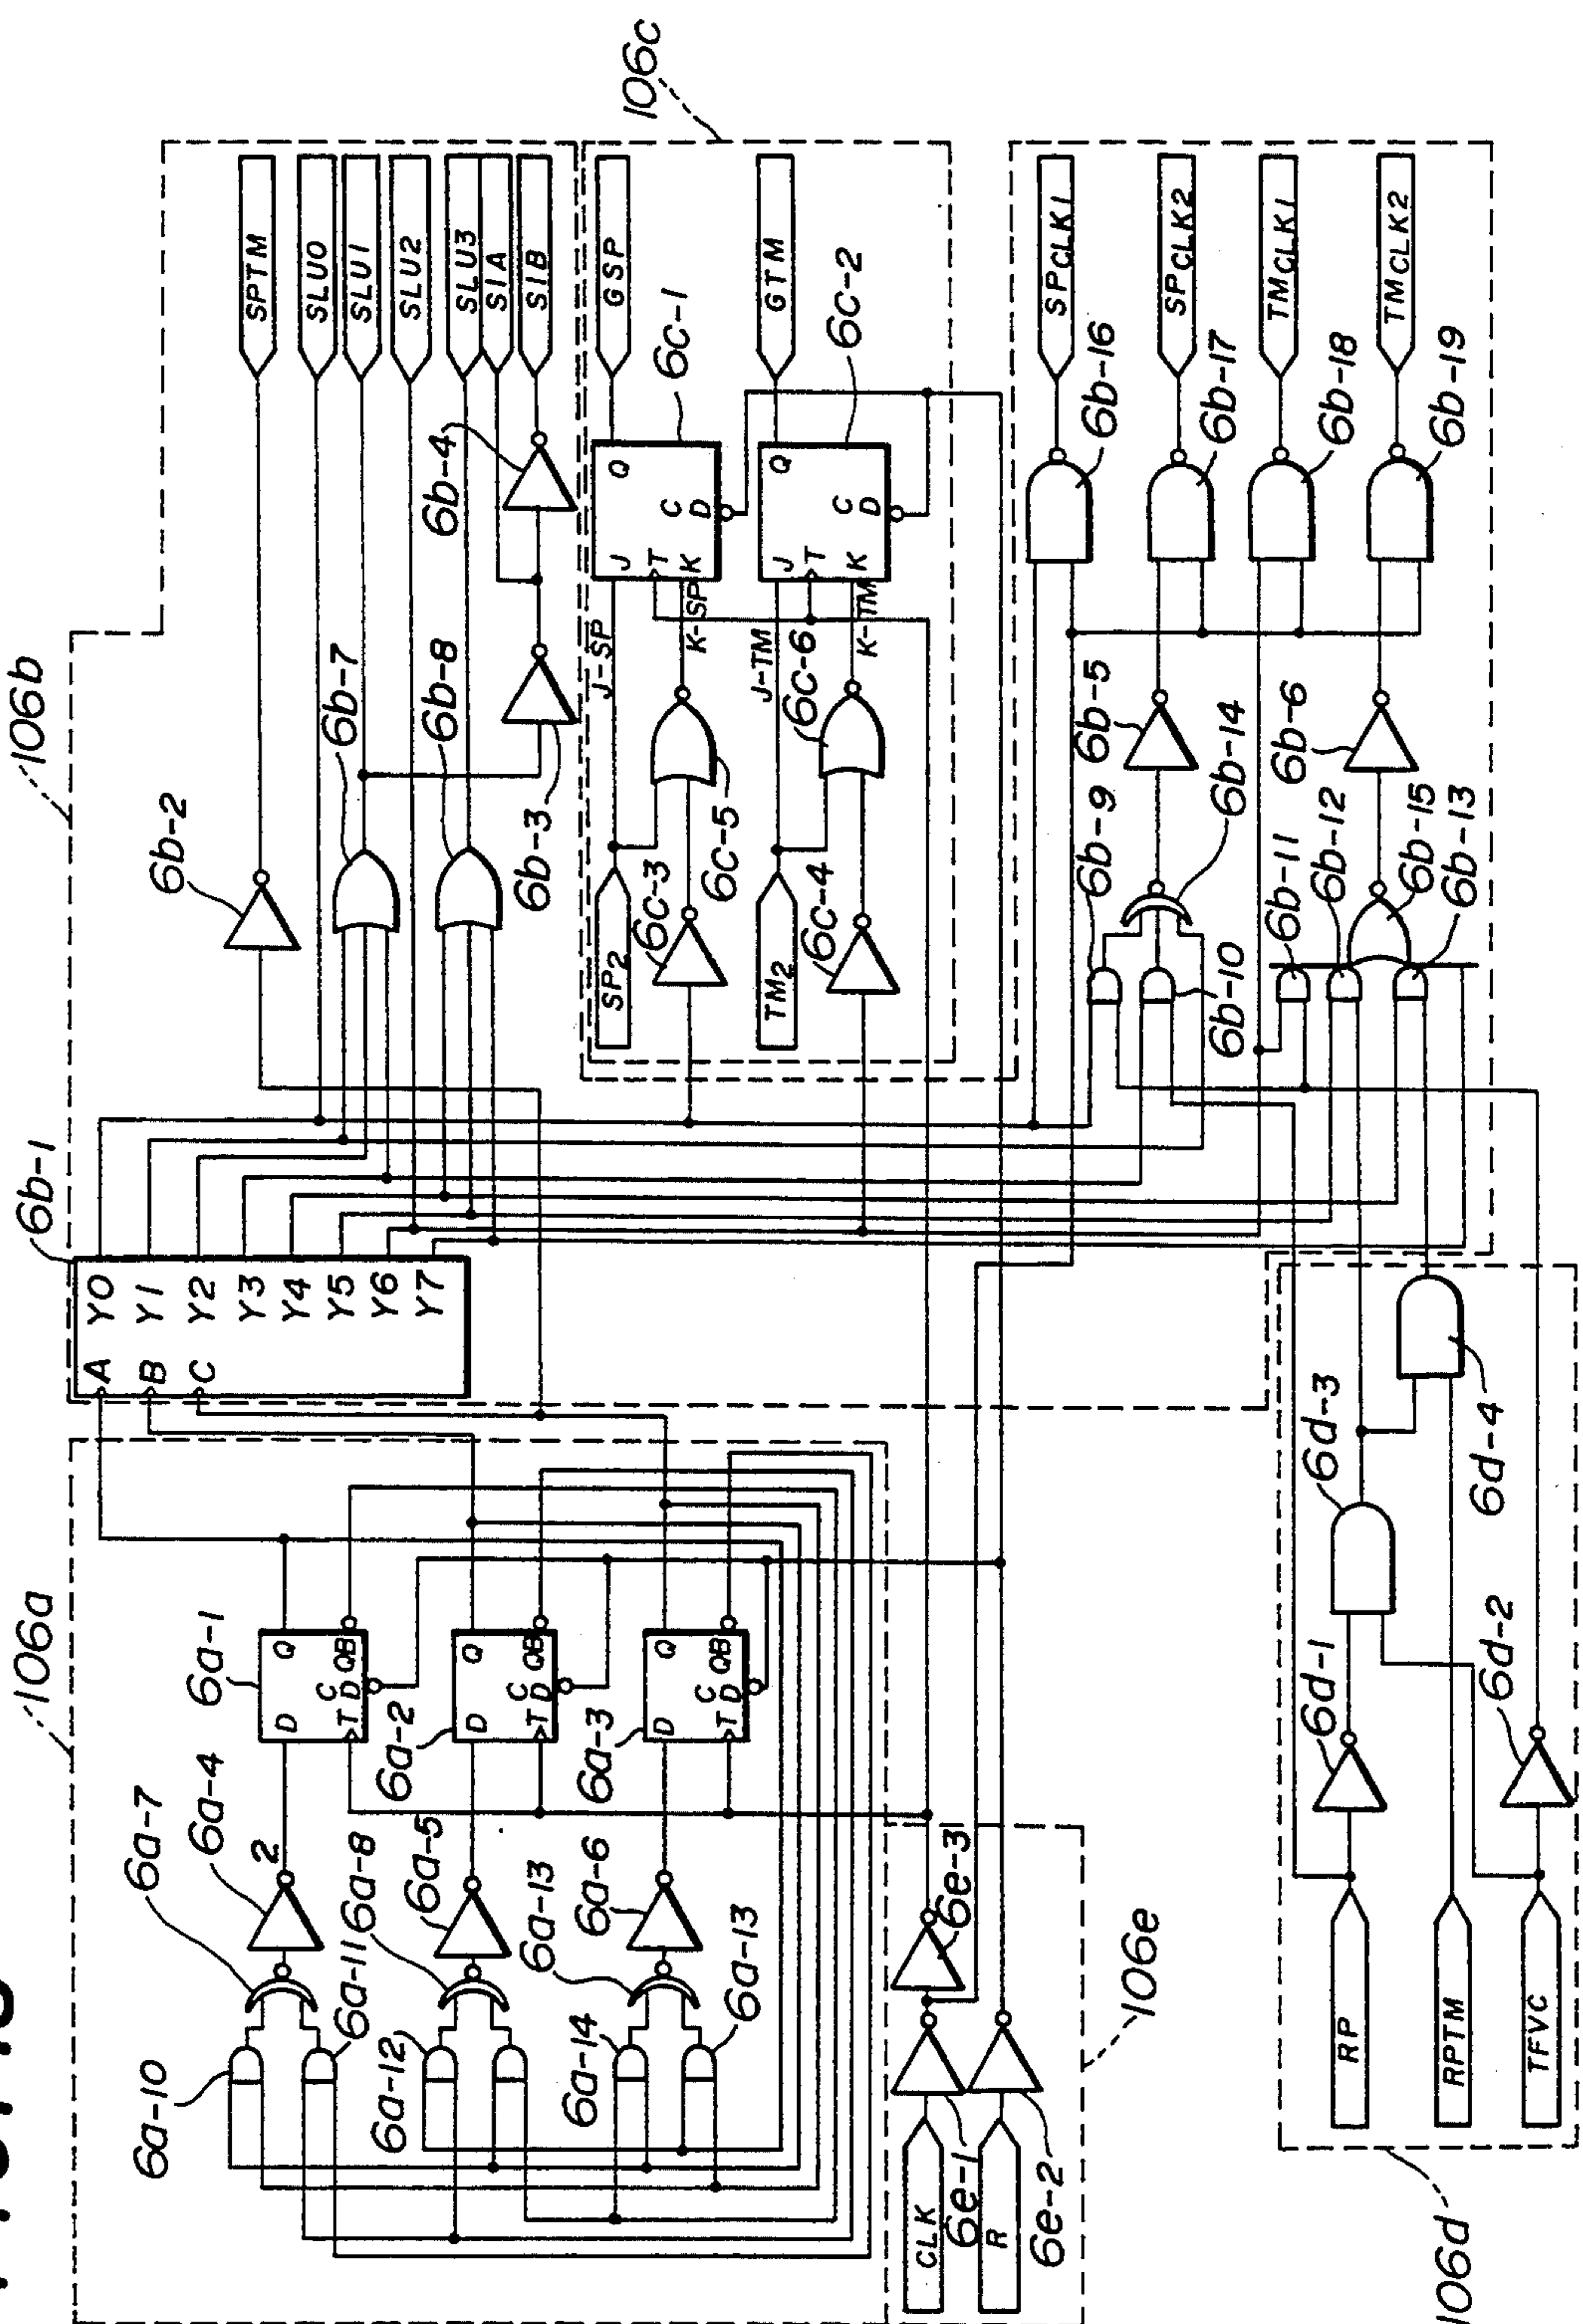 106b
106c
106a
6b-1
6b-2
SPTM
SLU0
SLU1
SLU2
SLU3
SIA
SIB
6b-7
6b-8
6b-4
6b-3
A
B
C
Y0
Y1
Y2
Y3
Y4
Y5
Y6
Y7
6a-7
6a-4
2
6a-1
D
Q
C
T D QB
6a-10
6a-11
6a-8
6a-5
6a-2
D
Q
C
T D QB
6a-12
6a-13
6a-6
6a-3
D
Q
C
T D QB
6a-14
6a-13
GSP
6C-1
J-SP
J
Q
T
C
K
D
K-SP
SP2
6C-3
6C-5
GTM
6C-2
J-TM
J
Q
T
C
K
D
K-TM
6C-6
TM2
6C-4
CLK
6e-1
6e-3
R
6e-2
106e
SPCLK1
6b-16
SPCLK2
6b-17
TMCLK1
6b-18
TMCLK2
6b-19
6b-9
6b-5
6b-14
6b-10
6b-11
6b-6
6b-12
6b-15
6b-13
6d-3
6d-4
6d-1
6d-2
RP
RPTM
TFVC
106d